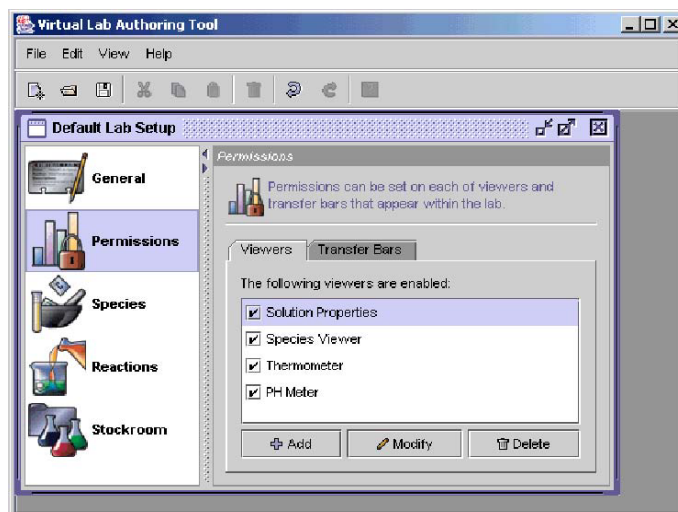 Virtual Lab Authoring Tool
File Edit View Help
Default Lab Setup
General
Permissions
Species
Reactions
Stockroom
Permissions
Permissions can be set on each of viewers and
transfer bars that appear within the lab.
Viewers Transfer Bars
The following viewers are enabled:
Solution Properties
Species Viewer
Thermometer
PH Meter
Add Modify Delete